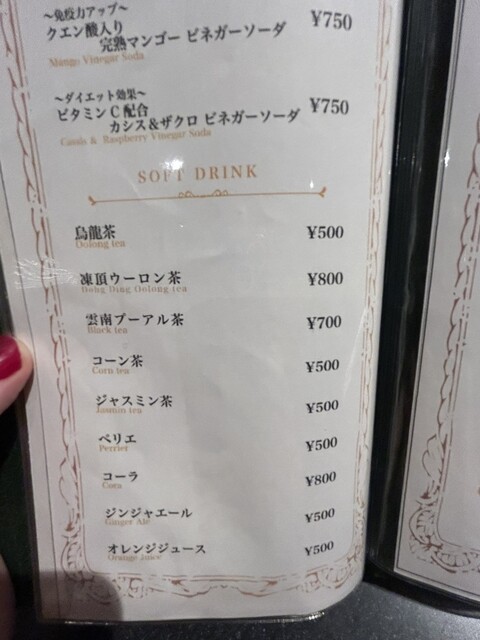 ～免疫力アップ～
クエン酸入り
完熟マンゴー ビネガーソーダ ¥750
Mango Vinegar Soda
～ダイエット効果～
ビタミンC配合
カシス&ザクロ ビネガーソーダ ¥750
Cassis & Raspberry Vinegar Soda
SOFT DRINK
烏龍茶 ¥500
Oolong tea
凍頂ウーロン茶 ¥800
Dong Ding Oolong tea
雲南プーアル茶 ¥700
Black tea
コーン茶 ¥500
Corn tea
ジャスミン茶 ¥500
Jasmin tea
ペリエ ¥500
Perrier
コーラ ¥800
Cora
ジンジャエール ¥500
Ginger Ale
オレンジジュース ¥500
Orange Juice